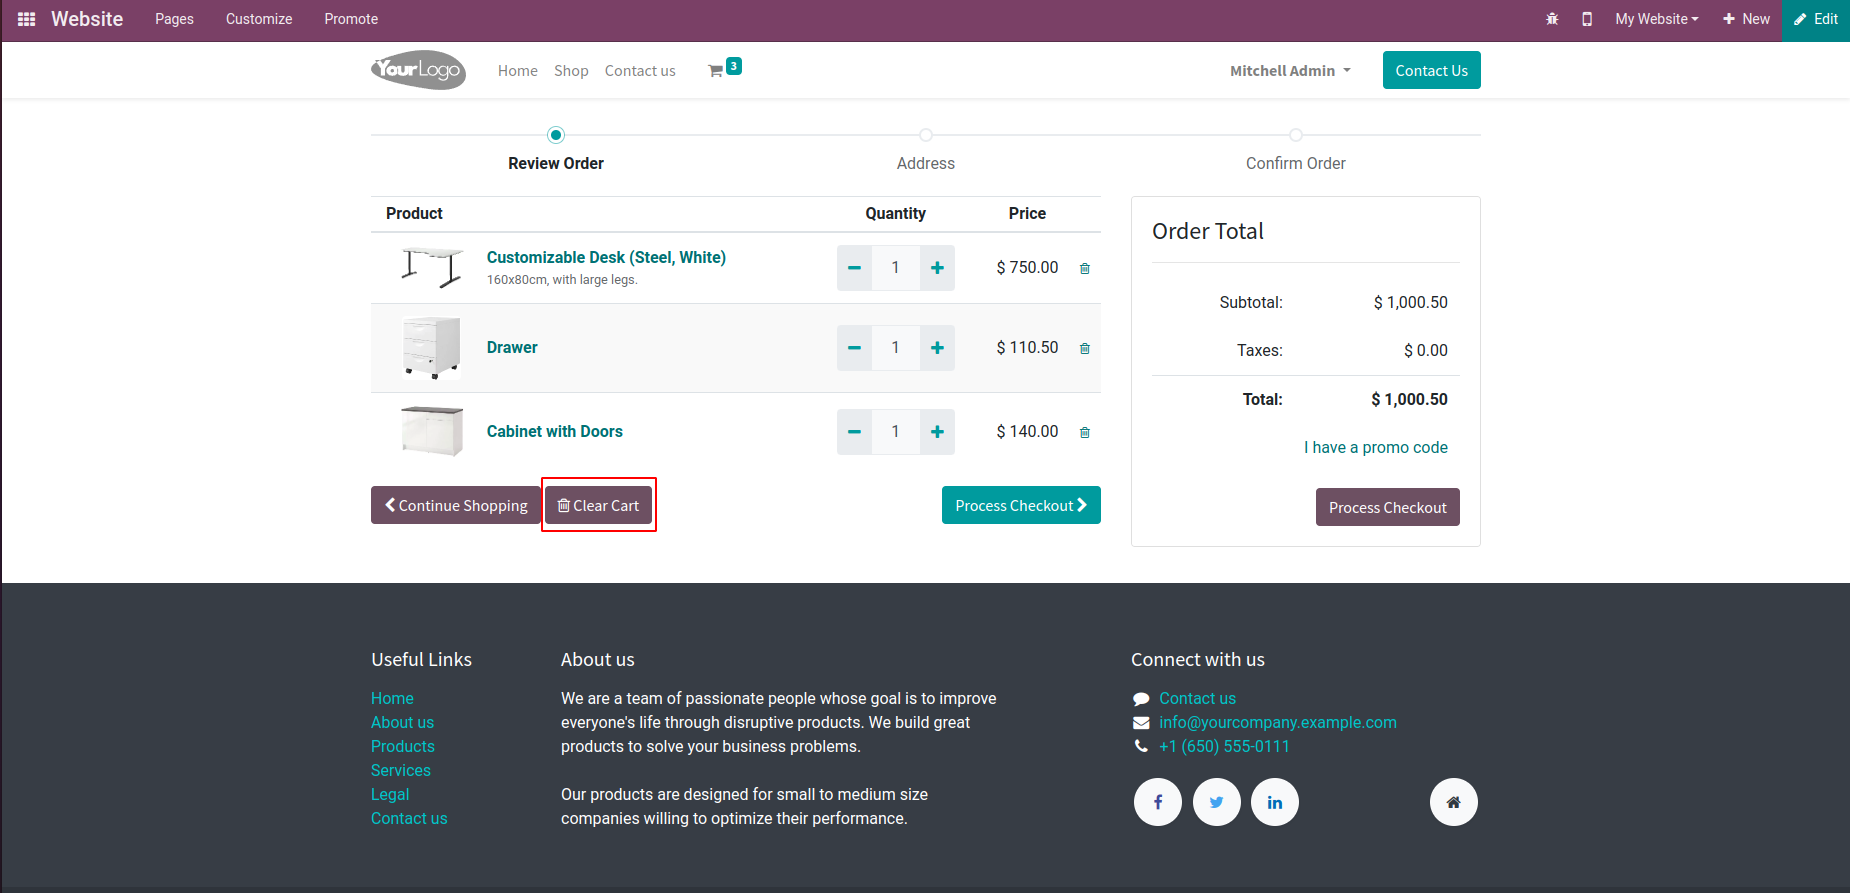 Website Pages Customize Promote My Website New Edit
YourLogo Home Shop Contact us 3 Mitchell Admin Contact Us
Review Order Address Confirm Order
Product Quantity Price
Customizable Desk (Steel, White)
160x80cm, with large legs.
1 $ 750.00
Drawer 1 $ 110.50
Cabinet with Doors 1 $ 140.00
Continue Shopping Clear Cart Process Checkout
Order Total
Subtotal: $ 1,000.50
Taxes: $ 0.00
Total: $ 1,000.50
I have a promo code
Process Checkout
Useful Links
Home
About us
Products
Services
Legal
Contact us
About us
We are a team of passionate people whose goal is to improve
everyone's life through disruptive products. We build great
products to solve your business problems.
Our products are designed for small to medium size
companies willing to optimize their performance.
Connect with us
Contact us
info@yourcompany.example.com
+1 (650) 555-0111